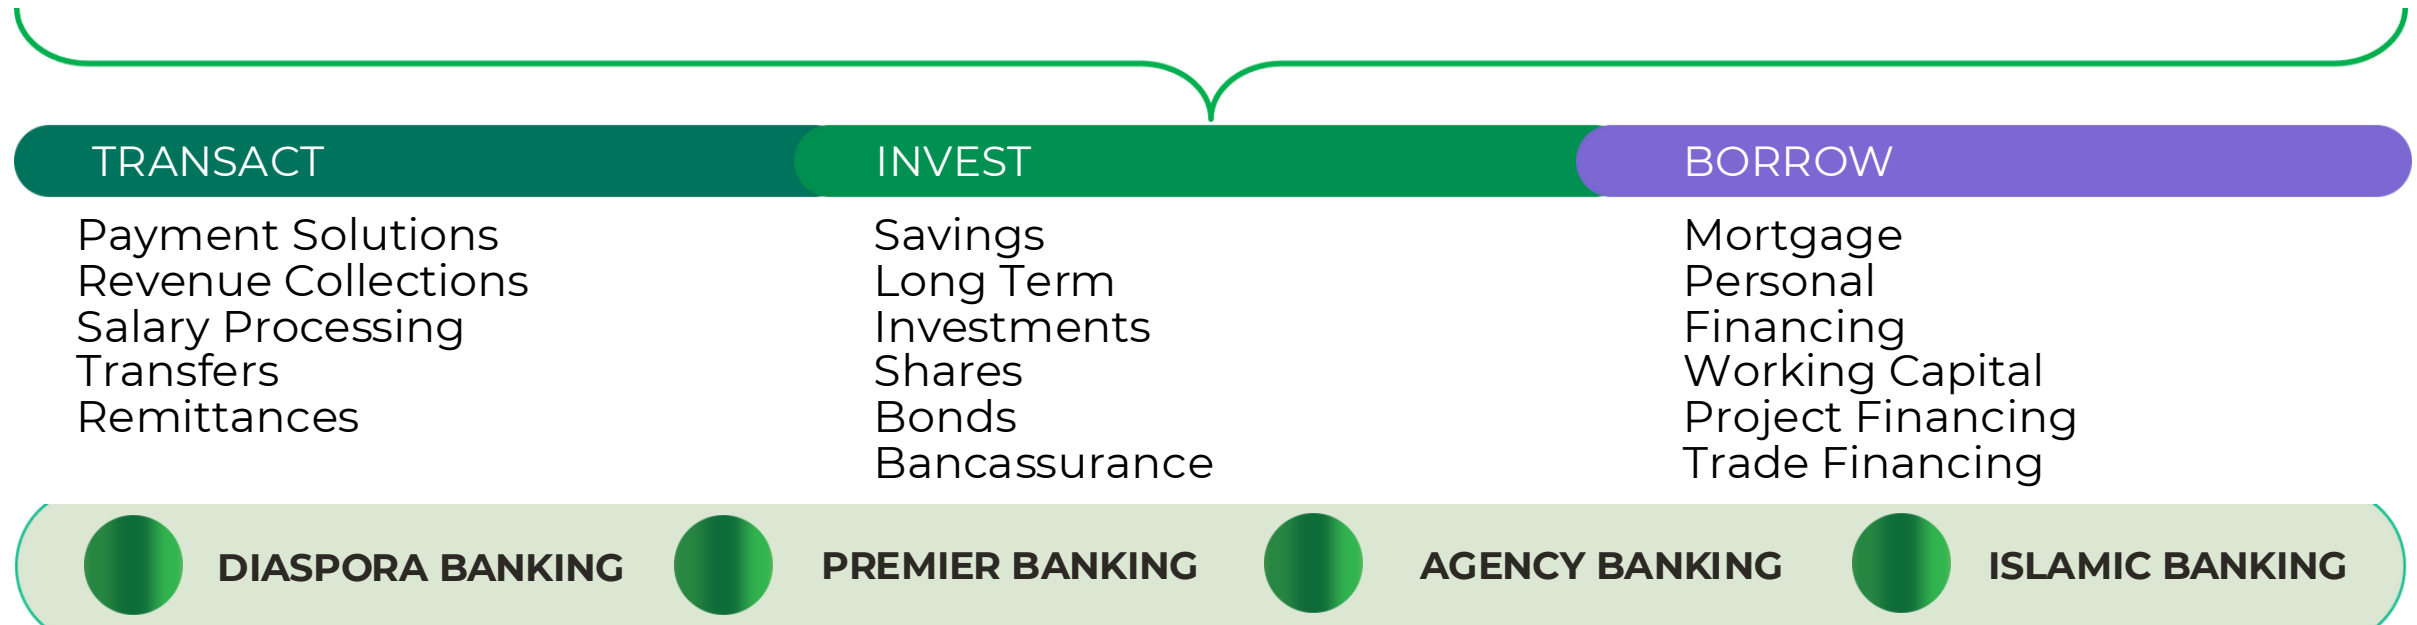 TRANSACT
Payment Solutions
Revenue Collections
Salary Processing
Transfers
Remittances
INVEST
Savings
Long Term
Investments
Shares
Bonds
Bancassurance
BORROW
Mortgage
Personal
Financing
Working Capital
Project Financing
Trade Financing
DIASPORA BANKING
PREMIER BANKING
AGENCY BANKING
ISLAMIC BANKING